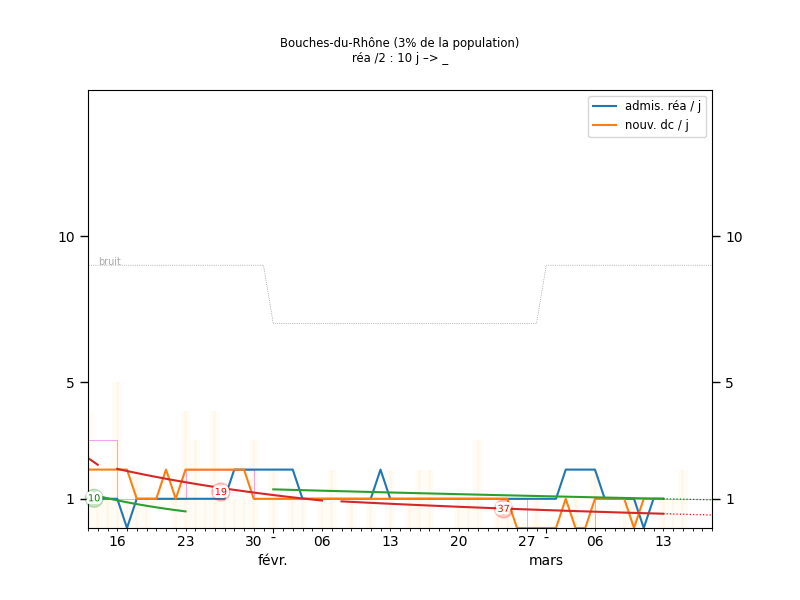 Bouches-du-Rhône (3% de la population)
réa /2 : 10 j –> _
admis. réa / j
nouv. dc / j
bruit
10
10
5
5
1
1
10
19
37
16
23
30
-
06
13
20
27
-
06
13
févr.
mars